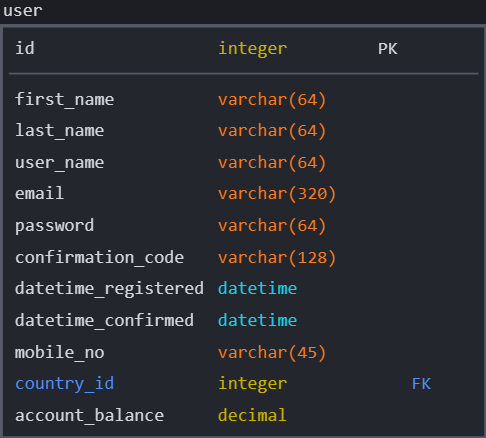 user
id integer PK
first_name varchar(64)
last_name varchar(64)
user_name varchar(64)
email varchar(320)
password varchar(64)
confirmation_code varchar(128)
datetime_registered datetime
datetime_confirmed datetime
mobile_no varchar(45)
country_id integer FK
account_balance decimal